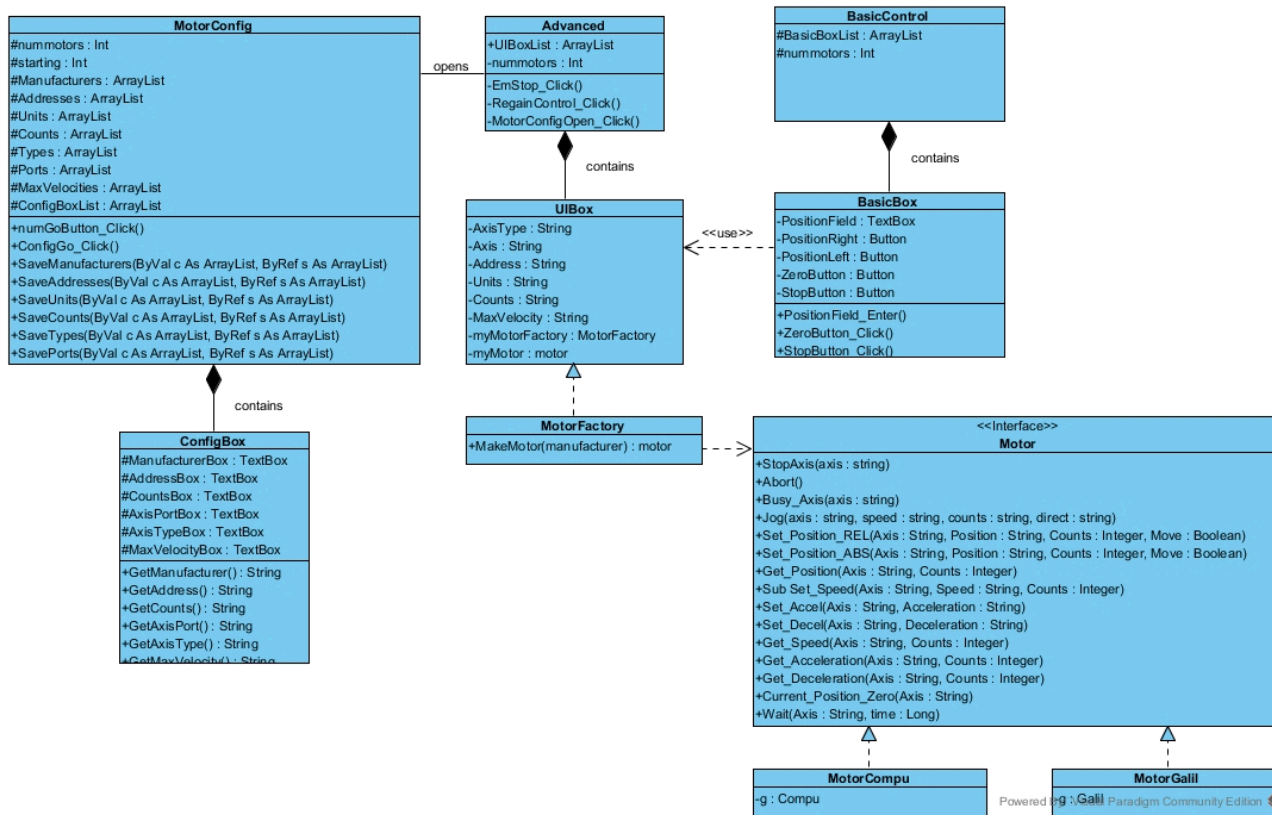 MotorConfig
#nummotors : Int
#starting : Int
#Manufacturers : ArrayList
#Addresses : ArrayList
#Units : ArrayList
#Counts : ArrayList
#Types : ArrayList
#Ports : ArrayList
#MaxVelocities : ArrayList
#ConfigBoxList : ArrayList
+numGoButton_Click()
+ConfigGo_Click()
+SaveManufacturers(ByVal c As ArrayList, ByRef s As ArrayList)
+SaveAddresses(ByVal c As ArrayList, ByRef s As ArrayList)
+SaveUnits(ByVal c As ArrayList, ByRef s As ArrayList)
+SaveCounts(ByVal c As ArrayList, ByRef s As ArrayList)
+SaveTypes(ByVal c As ArrayList, ByRef s As ArrayList)
+SavePorts(ByVal c As ArrayList, ByRef s As ArrayList)
opens
Advanced
+UIBoxList : ArrayList
-nummotors : Int
-EmStop_Click()
-RegainControl_Click()
-MotorConfigOpen_Click()
contains
BasicControl
#BasicBoxList : ArrayList
#nummotors : Int
contains
UIBox
-AxisType : String
-Axis : String
-Address : String
-Units : String
-Counts : String
-MaxVelocity : String
-myMotorFactory : MotorFactory
-myMotor : motor
<<use>>
BasicBox
-PositionField : TextBox
-PositionRight : Button
-PositionLeft : Button
-ZeroButton : Button
-StopButton : Button
+PositionField_Enter()
+ZeroButton_Click()
+StopButton_Click()
contains
ConfigBox
#ManufacturerBox : TextBox
#AddressBox : TextBox
#CountsBox : TextBox
#AxisPortBox : TextBox
#AxisTypeBox : TextBox
#MaxVelocityBox : TextBox
+GetManufacturer() : String
+GetAddress() : String
+GetCounts() : String
+GetAxisPort() : String
+GetAxisType() : String
+GetMaxVelocity() : String
MotorFactory
+MakeMotor(manufacturer) : motor
<<Interface>>
Motor
+StopAxis(axis : string)
+Abort()
+Busy_Axis(axis : string)
+Jog(axis : string, speed : string, counts : string, direct : string)
+Set_Position_REL(Axis : String, Position : String, Counts : Integer, Move : Boolean)
+Set_Position_ABS(Axis : String, Position : String, Counts : Integer, Move : Boolean)
+Get_Position(Axis : String, Counts : Integer)
+Sub Set_Speed(Axis : String, Speed : String, Counts : Integer)
+Set_Accel(Axis : String, Acceleration : String)
+Set_Decel(Axis : String, Deceleration : String)
+Get_Speed(Axis : String, Counts : Integer)
+Get_Acceleration(Axis : String, Counts : Integer)
+Get_Deceleration(Axis : String, Counts : Integer)
+Current_Position_Zero(Axis : String)
+Wait(Axis : String, time : Long)
MotorCompu
-g : Compu
MotorGalil
-g : Galil
Powered By Visual Paradigm Community Edition